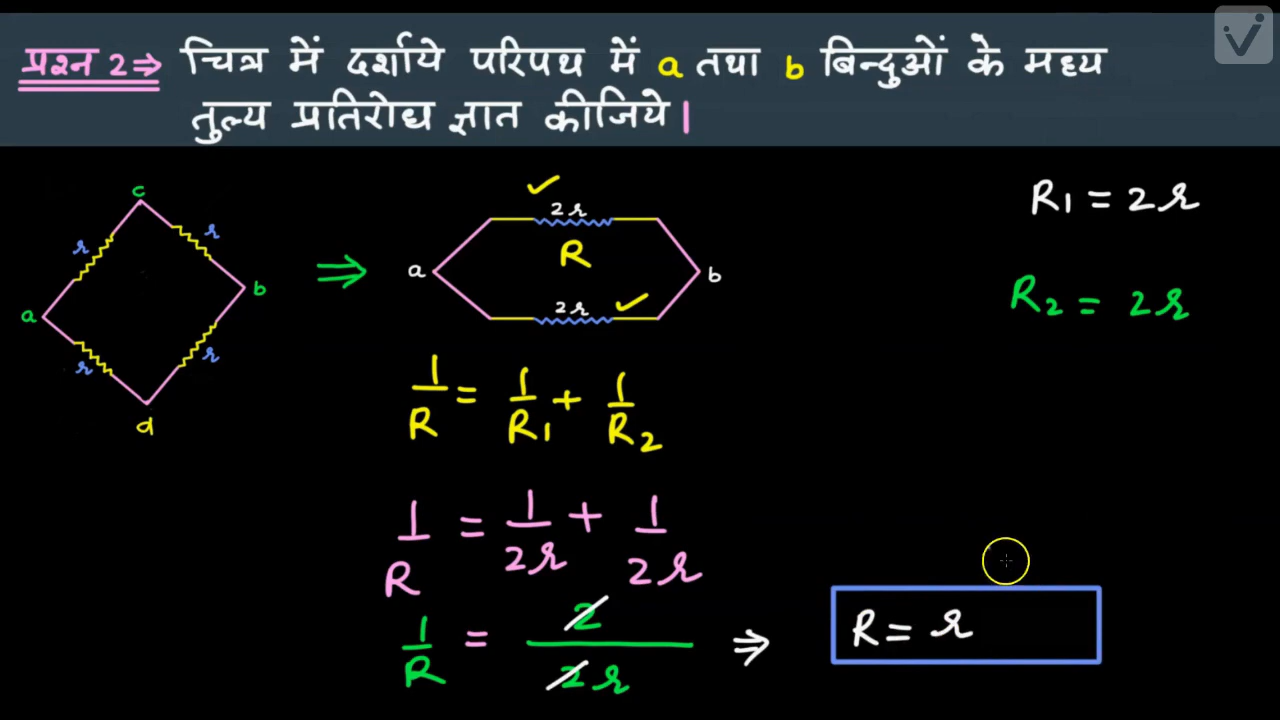 प्रश्न 2⇒ चित्र में दर्शाये परिपथ में a तथा b बिन्दुओं के मध्य
तुल्य प्रतिरोध ज्ञात कीजिये।
c
r
r
a
b
r
r
d
⇒
2r
R
a
b
2r
R1 = 2r
R2 = 2r
1/R = 1/R1 + 1/R2
1/R = 1/2r + 1/2r
1/R = 2/2r ⇒ R = r